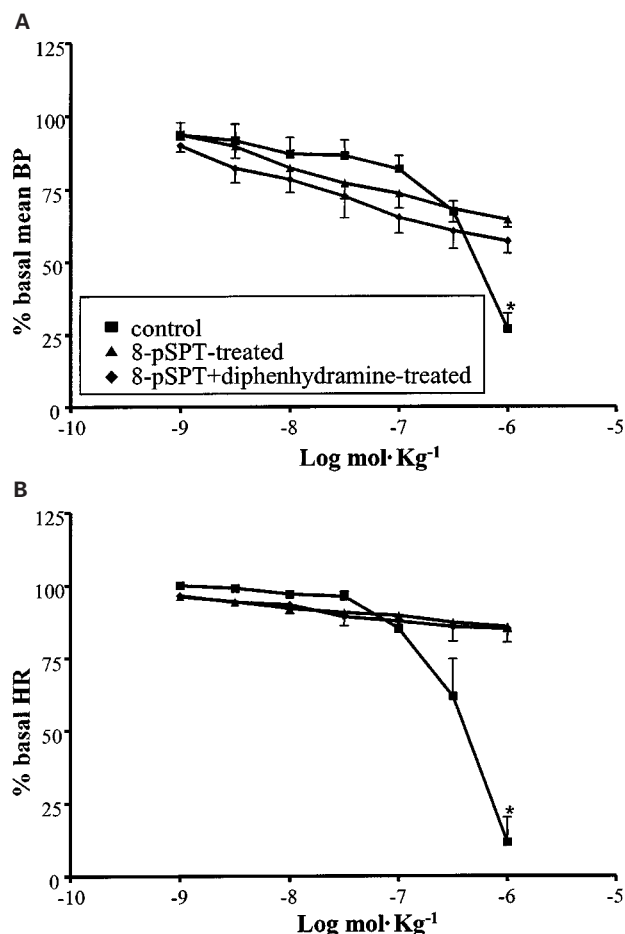 A
125
100
75
50
25
0
% basal mean BP
control
8-pSPT-treated
8-pSPT+diphenhydramine-treated
*
-10 -9 -8 -7 -6 -5
Log mol·Kg-1
B
125
100
75
50
25
0
% basal HR
*
-10 -9 -8 -7 -6 -5
Log mol·Kg-1